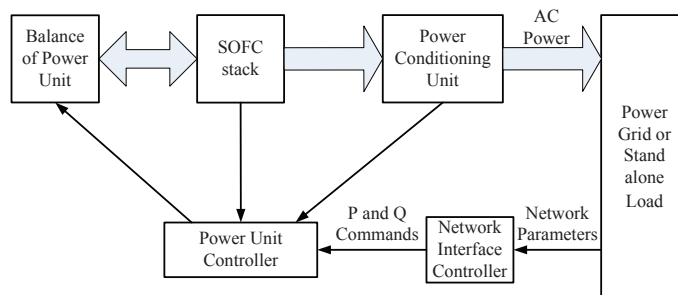 Balance
of Power
Unit
SOFC
stack
Power
Conditioning
Unit
AC
Power
Power
Grid or
Stand
alone
Load
Power Unit
Controller
P and Q
Commands
Network
Interface
Controller
Network
Parameters